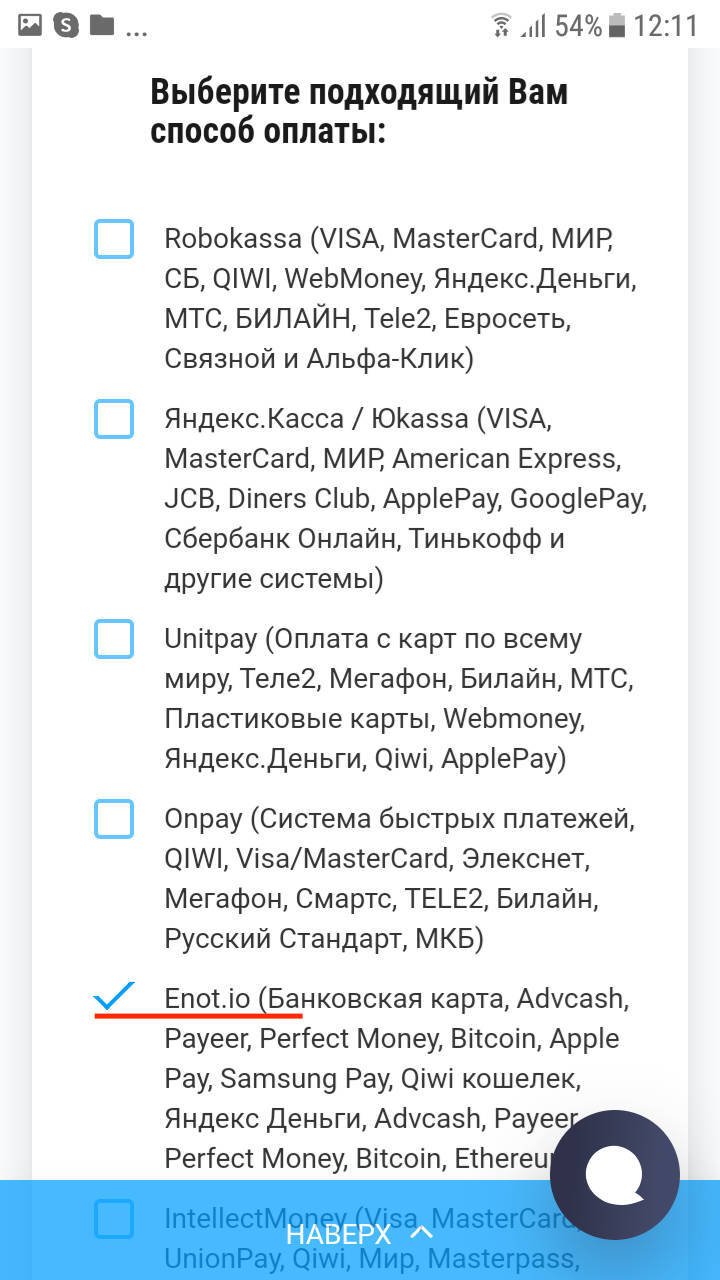 ... 54% 12:11
Выберите подходящий Вам
способ оплаты:
Robokassa (VISA, MasterCard, МИР,
СБ, QIWI, WebMoney, Яндекс.Деньги,
МТС, БИЛАЙН, Tele2, Евросеть,
Связной и Альфа-Клик)
Яндекс.Касса / Юkassa (VISA,
MasterCard, МИР, American Express,
JCB, Diners Club, ApplePay, GooglePay,
Сбербанк Онлайн, Тинькофф и
другие системы)
Unitpay (Оплата с карт по всему
миру, Теле2, Мегафон, Билайн, МТС,
Пластиковые карты, Webmoney,
Яндекс.Деньги, Qiwi, ApplePay)
Onpay (Система быстрых платежей,
QIWI, Visa/MasterCard, Элекснет,
Мегафон, Смартс, TELE2, Билайн,
Русский Стандарт, МКБ)
Enot.io (Банковская карта, Advcash,
Payeer, Perfect Money, Bitcoin, Apple
Pay, Samsung Pay, Qiwi кошелек,
Яндекс Деньги, Advcash, Payeer
Perfect Money, Bitcoin,
IntellectMoney (Visa, MasterCard,
НАВЕРХ
UnionPay, Qiwi, Мир, Masterpass,